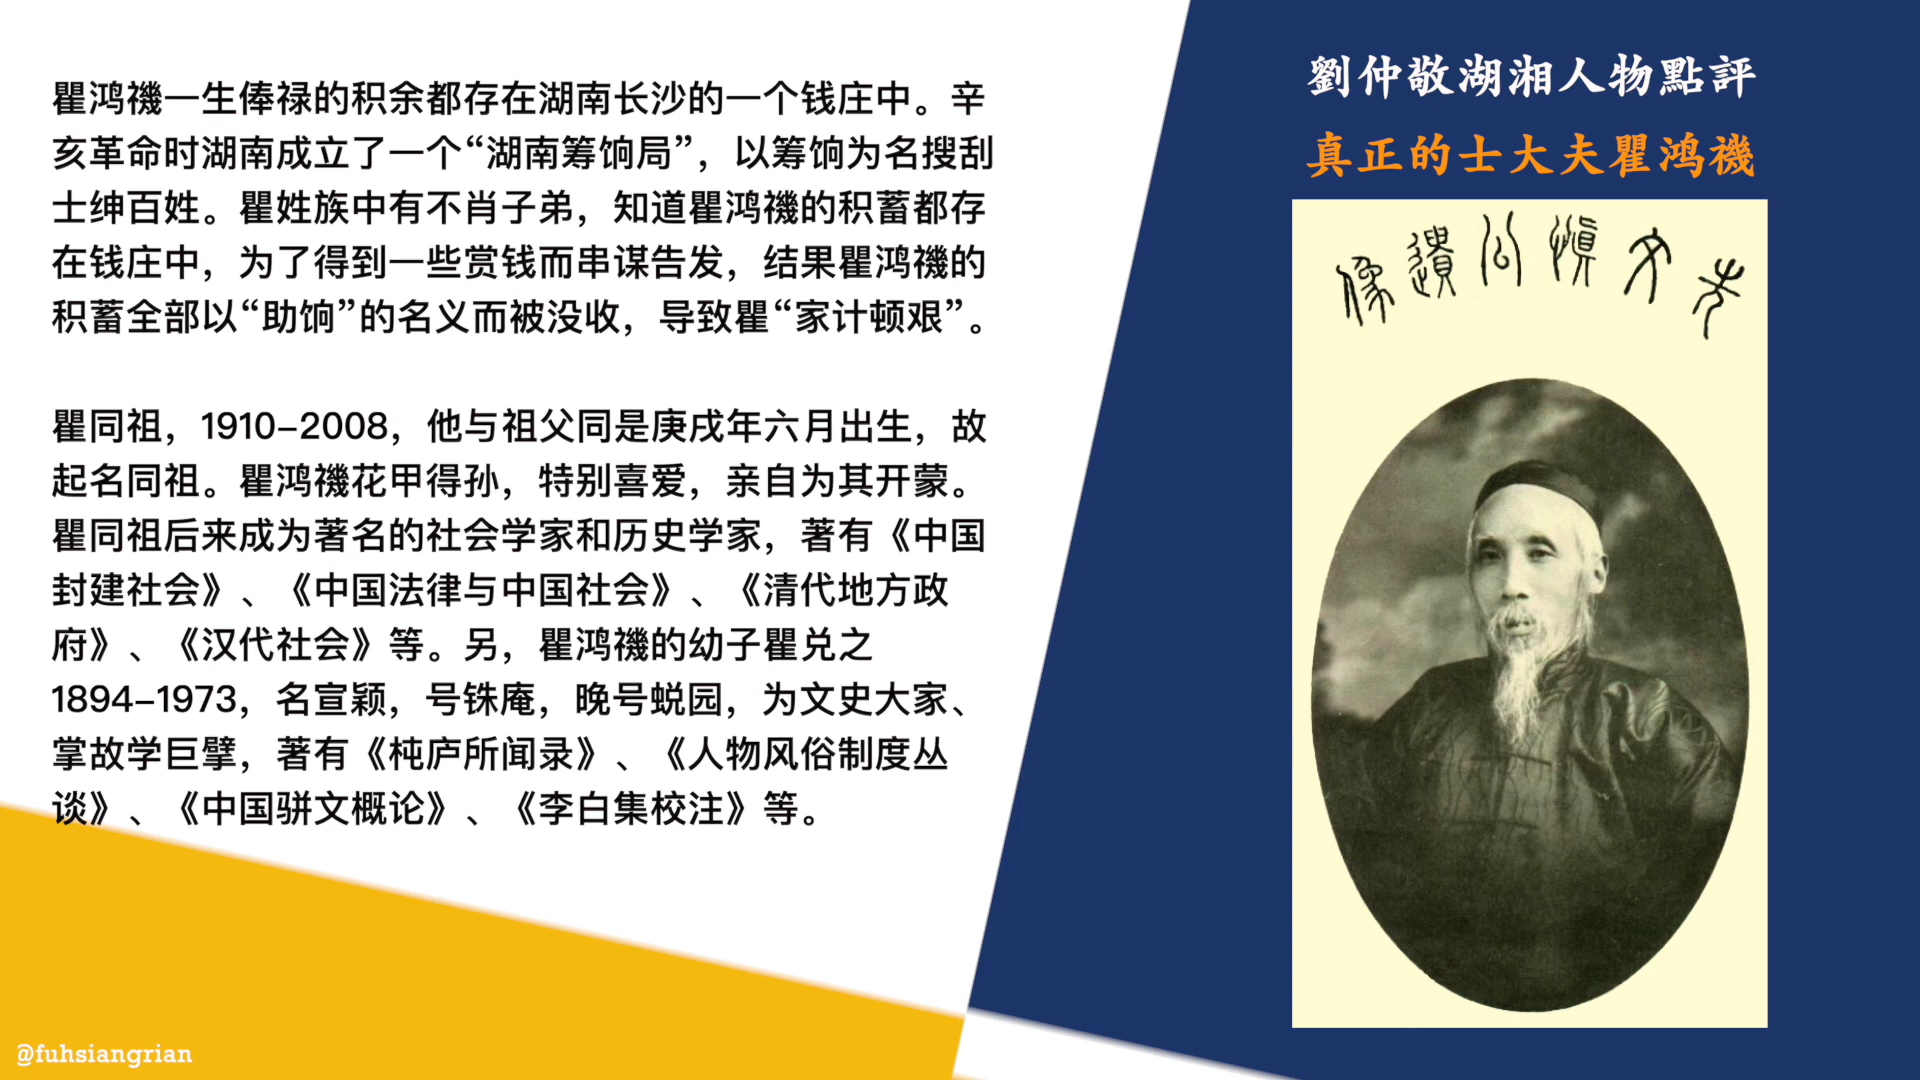 瞿鸿禨一生俸禄的积余都存在湖南长沙的一个钱庄中。辛
亥革命时湖南成立了一个“湖南筹饷局”，以筹饷为名搜刮
士绅百姓。瞿姓族中有不肖子弟，知道瞿鸿禨的积蓄都存
在钱庄中，为了得到一些赏钱而串谋告发，结果瞿鸿禨的
积蓄全部以“助饷”的名义而被没收，导致瞿“家计顿艰”。
瞿同祖，1910–2008，他与祖父同是庚戌年六月出生，故
起名同祖。瞿鸿禨花甲得孙，特别喜爱，亲自为其开蒙。
瞿同祖后来成为著名的社会学家和历史学家，著有《中国
封建社会》、《中国法律与中国社会》、《清代地方政
府》、《汉代社会》等。另，瞿鸿禨的幼子瞿兑之
1894–1973，名宣颖，号铢庵，晚号蜕园，为文史大家、
掌故学巨擘，著有《杶庐所闻录》、《人物风俗制度丛
谈》、《中国骈文概论》、《李白集校注》等。
劉仲敬湖湘人物點評
真正的士大夫瞿鸿禨
先文慎公遺像
@fuhsiangrian